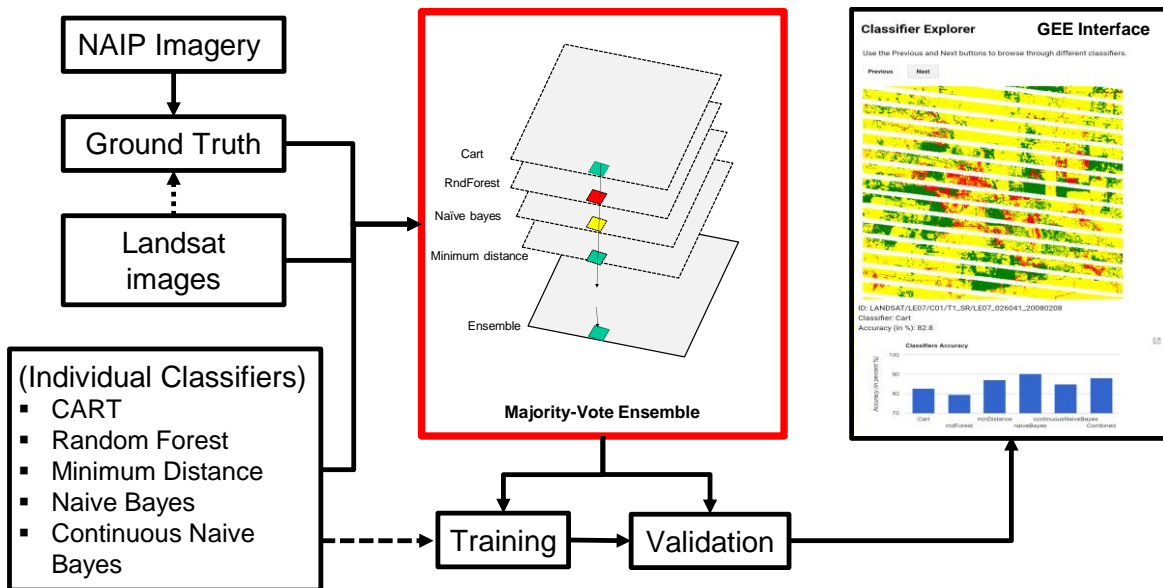 NAIP Imagery
Ground Truth
Landsat
images
(Individual Classifiers)
▪ CART
▪ Random Forest
▪ Minimum Distance
▪ Naive Bayes
▪ Continuous Naive
Bayes
Cart
RndForest
Naïve bayes
Minimum distance
Ensemble
Majority-Vote Ensemble
Training
Validation
Classifier Explorer
GEE Interface
Use the Previous and Next buttons to browse through different classifiers.
Previous
Next
ID: LANDSAT/LE07/C01/T1_SR/LE07_026041_20080208
Classifier: Cart
Accuracy (in %): 82.8
Classifiers Accuracy
Accuracy (in percent %)
100
90
80
70
Cart
rndForest
minDistance
naiveBayes
continuousNaiveBayes
Combined